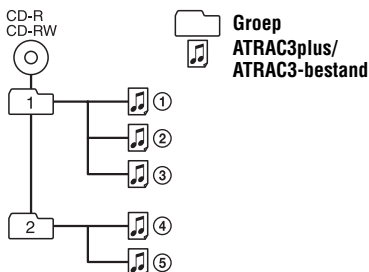 CD-R
CD-RW
Groep
ATRAC3plus/
ATRAC3-bestand
1
①
②
③
2
④
⑤